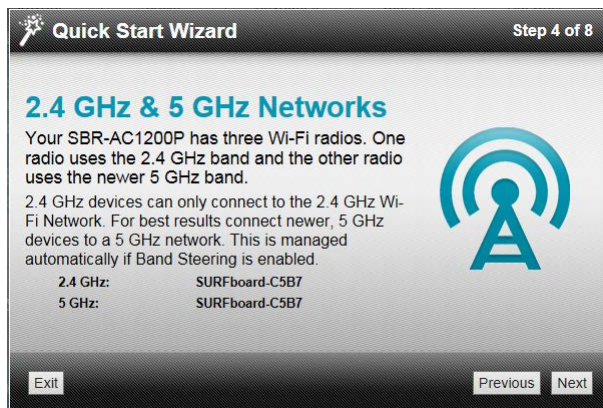 Quick Start Wizard
Step 4 of 8
2.4 GHz & 5 GHz Networks
Your SBR-AC1200P has three Wi-Fi radios. One
radio uses the 2.4 GHz band and the other radio
uses the newer 5 GHz band.
2.4 GHz devices can only connect to the 2.4 GHz Wi-
Fi Network. For best results connect newer, 5 GHz
devices to a 5 GHz network. This is managed
automatically if Band Steering is enabled.
2.4 GHz: SURFboard-C5B7
5 GHz: SURFboard-C5B7
Exit
Previous
Next